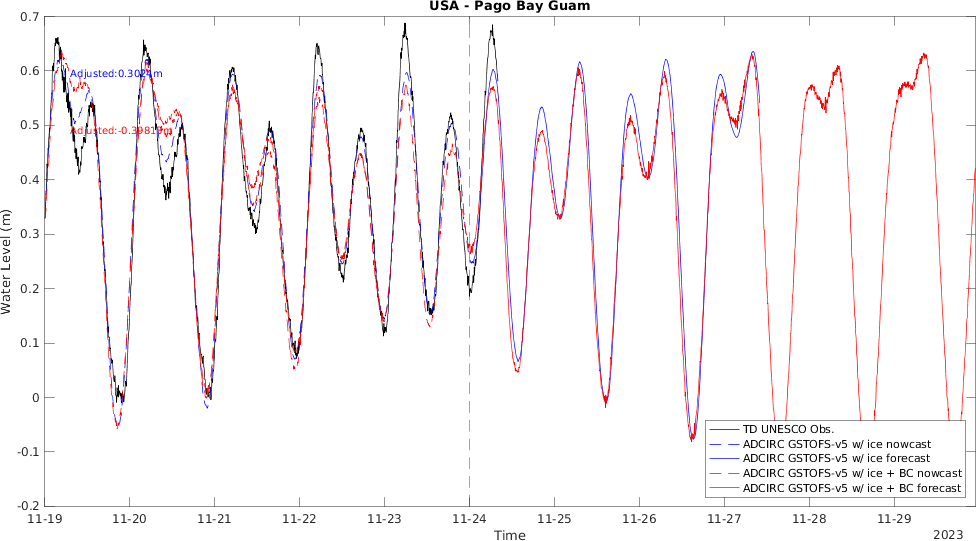 USA - Pago Bay Guam
0.7
0.6
0.5
0.4
0.3
0.2
0.1
0
-0.1
-0.2
Water Level (m)
Adjusted:0.3024m
TD UNESCO Obs.
ADCIRC GSTOFS-v5 w/ ice nowcast
ADCIRC GSTOFS-v5 w/ ice forecast
ADCIRC GSTOFS-v5 w/ ice + BC nowcast
ADCIRC GSTOFS-v5 w/ ice + BC forecast
11-19 11-20 11-21 11-22 11-23 11-24 11-25 11-26 11-27 11-28 11-29
Time
2023